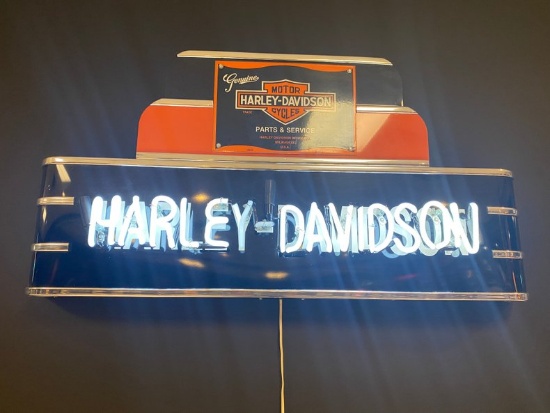 Genuine
MOTOR
HARLEY-DAVIDSON
CYCLES
PARTS & SERVICE
HARLEY-DAVIDSON